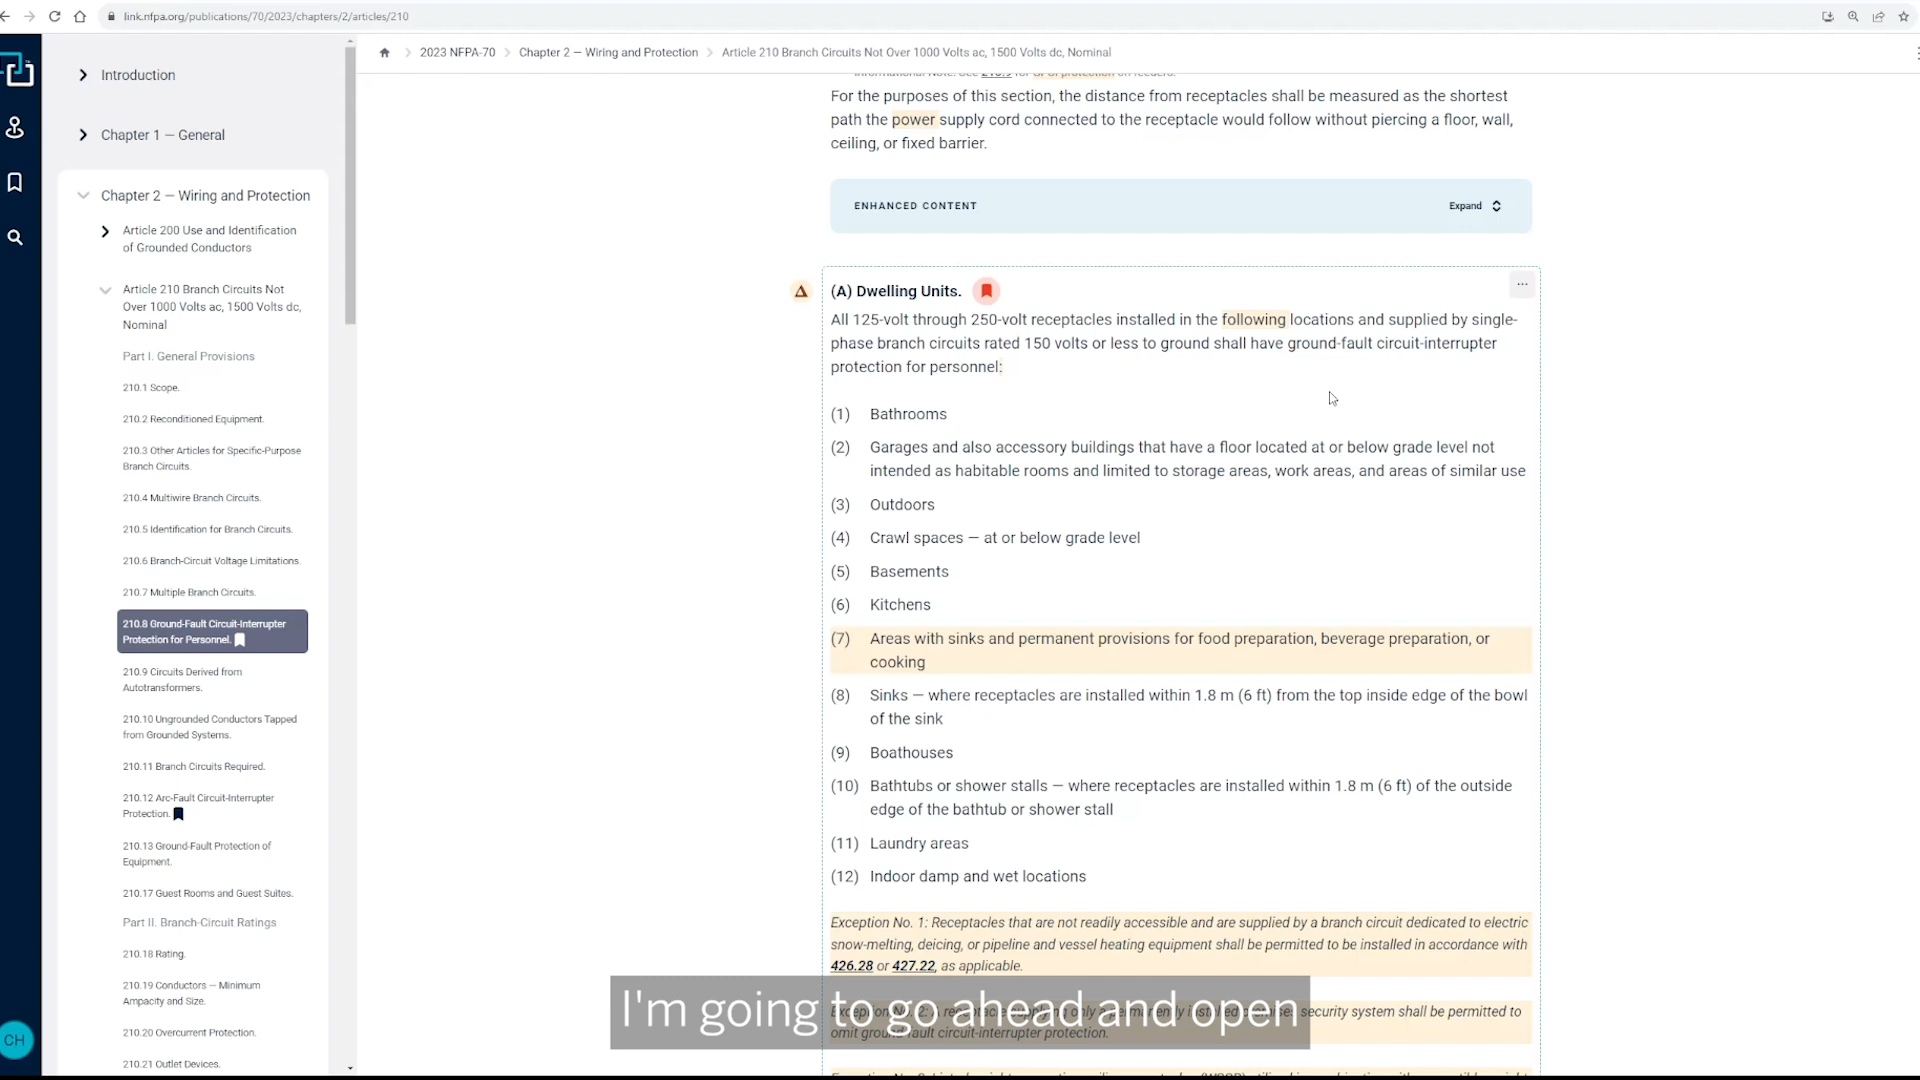 link.nfpa.org/publications/70/2023/chapters/2/articles/210
2023 NFPA-70 > Chapter 2 — Wiring and Protection > Article 210 Branch Circuits Not Over 1000 Volts ac, 1500 Volts dc, Nominal
Introduction
Chapter 1 — General
Chapter 2 — Wiring and Protection
Article 200 Use and Identification
of Grounded Conductors
Article 210 Branch Circuits Not
Over 1000 Volts ac, 1500 Volts dc,
Nominal
Part I. General Provisions
210.1 Scope.
210.2 Reconditioned Equipment.
210.3 Other Articles for Specific-Purpose
Branch Circuits.
210.4 Multiwire Branch Circuits.
210.5 Identification for Branch Circuits.
210.6 Branch-Circuit Voltage Limitations.
210.7 Multiple Branch Circuits.
210.8 Ground-Fault Circuit-Interrupter
Protection for Personnel.
210.9 Circuits Derived from
Autotransformers.
210.10 Ungrounded Conductors Tapped
from Grounded Systems.
210.11 Branch Circuits Required.
210.12 Arc-Fault Circuit-Interrupter
Protection.
210.13 Ground-Fault Protection of
Equipment.
210.17 Guest Rooms and Guest Suites.
Part II. Branch-Circuit Ratings
210.18 Rating.
210.19 Conductors — Minimum
Ampacity and Size.
210.20 Overcurrent Protection.
210.21 Outlet Devices.
CH
For the purposes of this section, the distance from receptacles shall be measured as the shortest
path the power supply cord connected to the receptacle would follow without piercing a floor, wall,
ceiling, or fixed barrier.
ENHANCED CONTENT Expand
(A) Dwelling Units.
All 125-volt through 250-volt receptacles installed in the following locations and supplied by single-
phase branch circuits rated 150 volts or less to ground shall have ground-fault circuit-interrupter
protection for personnel:
(1) Bathrooms
(2) Garages and also accessory buildings that have a floor located at or below grade level not
intended as habitable rooms and limited to storage areas, work areas, and areas of similar use
(3) Outdoors
(4) Crawl spaces — at or below grade level
(5) Basements
(6) Kitchens
(7) Areas with sinks and permanent provisions for food preparation, beverage preparation, or
cooking
(8) Sinks — where receptacles are installed within 1.8 m (6 ft) from the top inside edge of the bowl
of the sink
(9) Boathouses
(10) Bathtubs or shower stalls — where receptacles are installed within 1.8 m (6 ft) of the outside
edge of the bathtub or shower stall
(11) Laundry areas
(12) Indoor damp and wet locations
Exception No. 1: Receptacles that are not readily accessible and are supplied by a branch circuit dedicated to electric
snow-melting, deicing, or pipeline and vessel heating equipment shall be permitted to be installed in accordance with
426.28 or 427.22, as applicable.
Exception No. 2: A receptacle supplying only a permanently installed premises security system shall be permitted to
omit ground-fault circuit-interrupter protection.
I'm going to go ahead and open